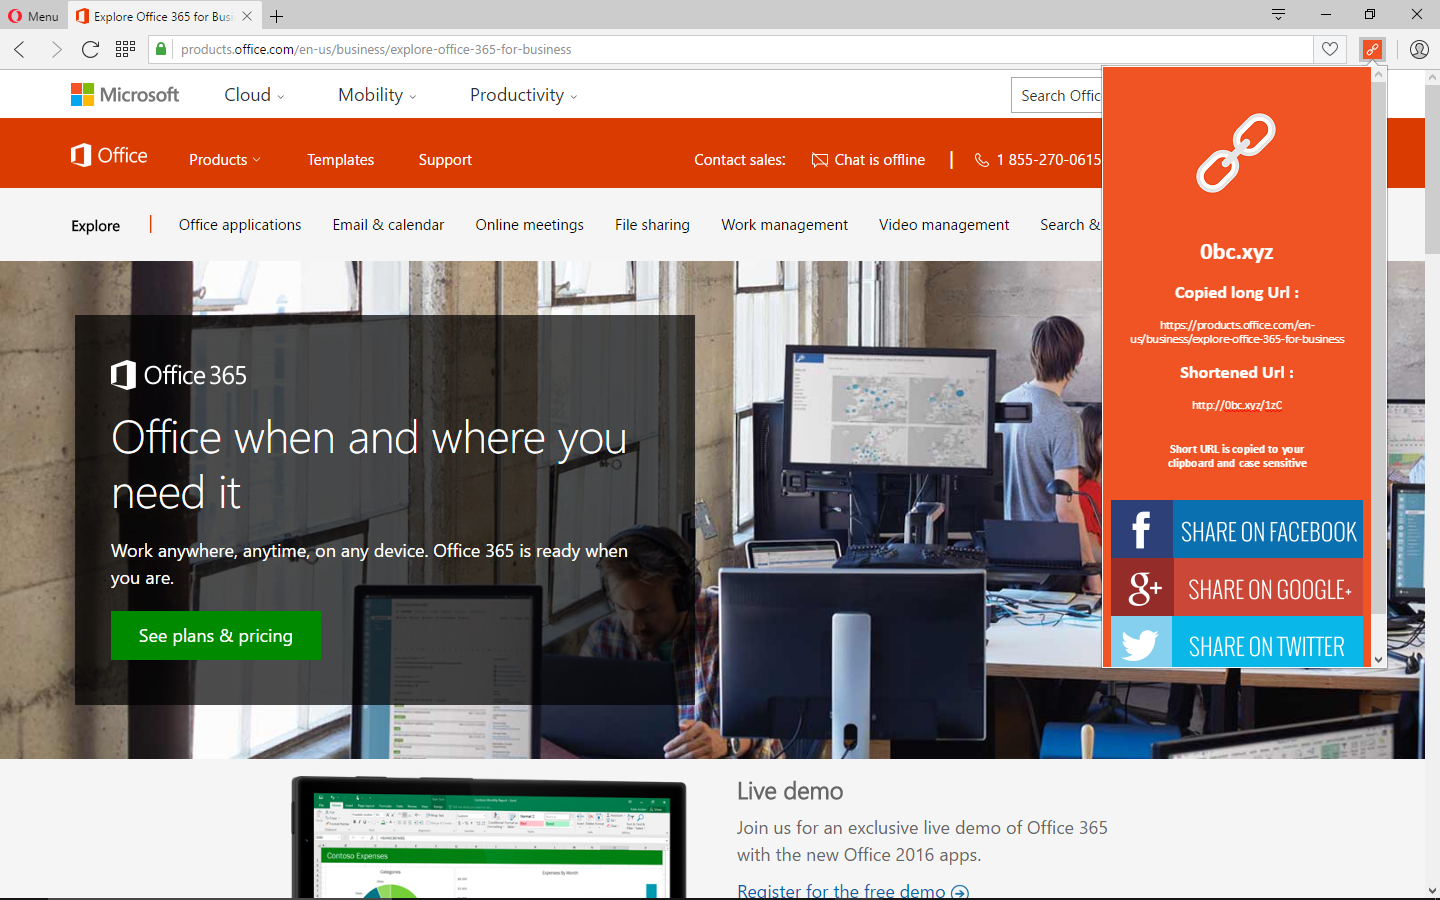 Menu
Explore Office 365 for Busi
products.office.com/en-us/business/explore-office-365-for-business
Microsoft
Cloud
Mobility
Productivity
Search Offic
Office
Products
Templates
Support
Contact sales:
Chat is offline
|
1 855-270-0615
Explore
|
Office applications
Email & calendar
Online meetings
File sharing
Work management
Video management
Search &
Office 365
Office when and where you
need it
Work anywhere, anytime, on any device. Office 365 is ready when
you are.
See plans & pricing
0bc.xyz
Copied long Url :
https://products.office.com/en-
us/business/explore-office-365-for-business
Shortened Url :
http://0bc.xyz/1zC
Short URL is copied to your
clipboard and case sensitive
f SHARE ON FACEBOOK
g+ SHARE ON GOOGLE+
SHARE ON TWITTER
Contoso Expenses
Categories
Expenses By Month
Live demo
Join us for an exclusive live demo of Office 365
with the new Office 2016 apps.
Register for the free demo